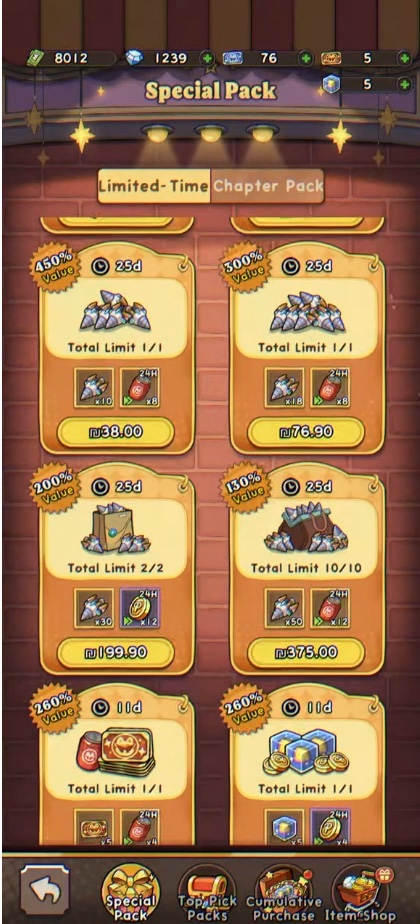 8012
1239
76
5
Special Pack
5
Limited-Time
Chapter Pack
450%
Value
25d
Total Limit 1/1
x10
24H
x8
₪38.00
300%
Value
25d
Total Limit 1/1
x18
24H
x8
₪76.90
200%
Value
25d
Total Limit 2/2
x30
24H
x12
₪199.90
130%
Value
25d
Total Limit 10/10
x50
24H
x12
₪375.00
260%
Value
11d
Total Limit 1/1
x5
24H
x4
260%
Value
11d
Total Limit 1/1
x5
24H
x4
Special
Pack
Top Pick
Packs
Cumulative
Purchase
Item Shop